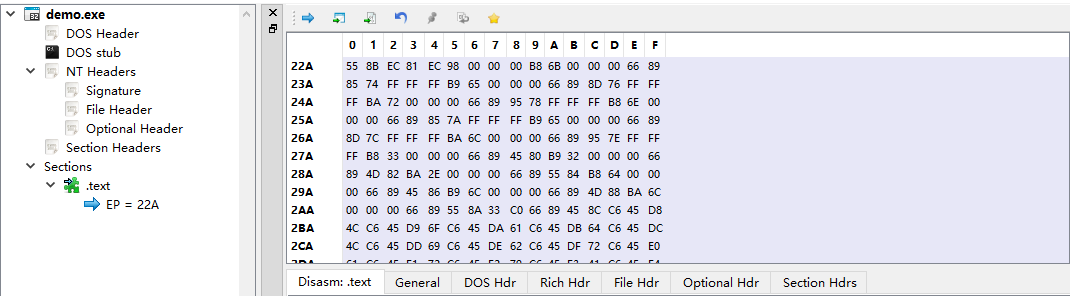 demo.exe
DOS Header
DOS stub
NT Headers
Signature
File Header
Optional Header
Section Headers
Sections
.text
EP = 22A
0 1 2 3 4 5 6 7 8 9 A B C D E F
22A 55 8B EC 81 EC 98 00 00 00 B8 6B 00 00 00 66 89
23A 85 74 FF FF FF B9 65 00 00 00 66 89 8D 76 FF FF
24A FF BA 72 00 00 00 66 89 95 78 FF FF FF B8 6E 00
25A 00 00 66 89 85 7A FF FF FF B9 65 00 00 00 66 89
26A 8D 7C FF FF FF BA 6C 00 00 00 66 89 95 7E FF FF
27A FF B8 33 00 00 00 66 89 45 80 B9 32 00 00 00 66
28A 89 4D 82 BA 2E 00 00 00 66 89 55 84 B8 64 00 00
29A 00 66 89 45 86 B9 6C 00 00 00 66 89 4D 88 BA 6C
2AA 00 00 00 66 89 55 8A 33 C0 66 89 45 8C C6 45 D8
2BA 4C C6 45 D9 6F C6 45 DA 61 C6 45 DB 64 C6 45 DC
2CA 4C C6 45 DD 69 C6 45 DE 62 C6 45 DF 72 C6 45 E0
Disasm: .text General DOS Hdr Rich Hdr File Hdr Optional Hdr Section Hdrs